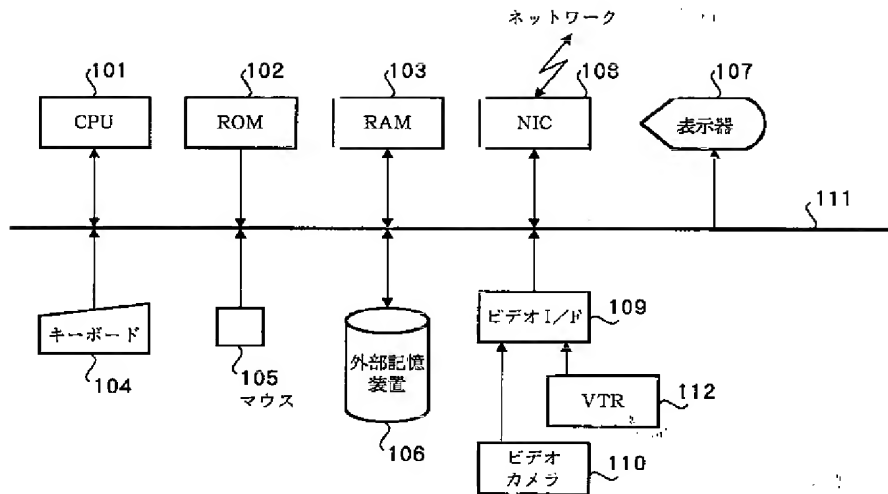 ネットワーク
101
102
103
108
107
CPU
ROM
RAM
NIC
表示器
111
キーボード
104
105
マウス
外部記憶
装置
106
ビデオI/F
109
VTR
112
ビデオ
カメラ
110